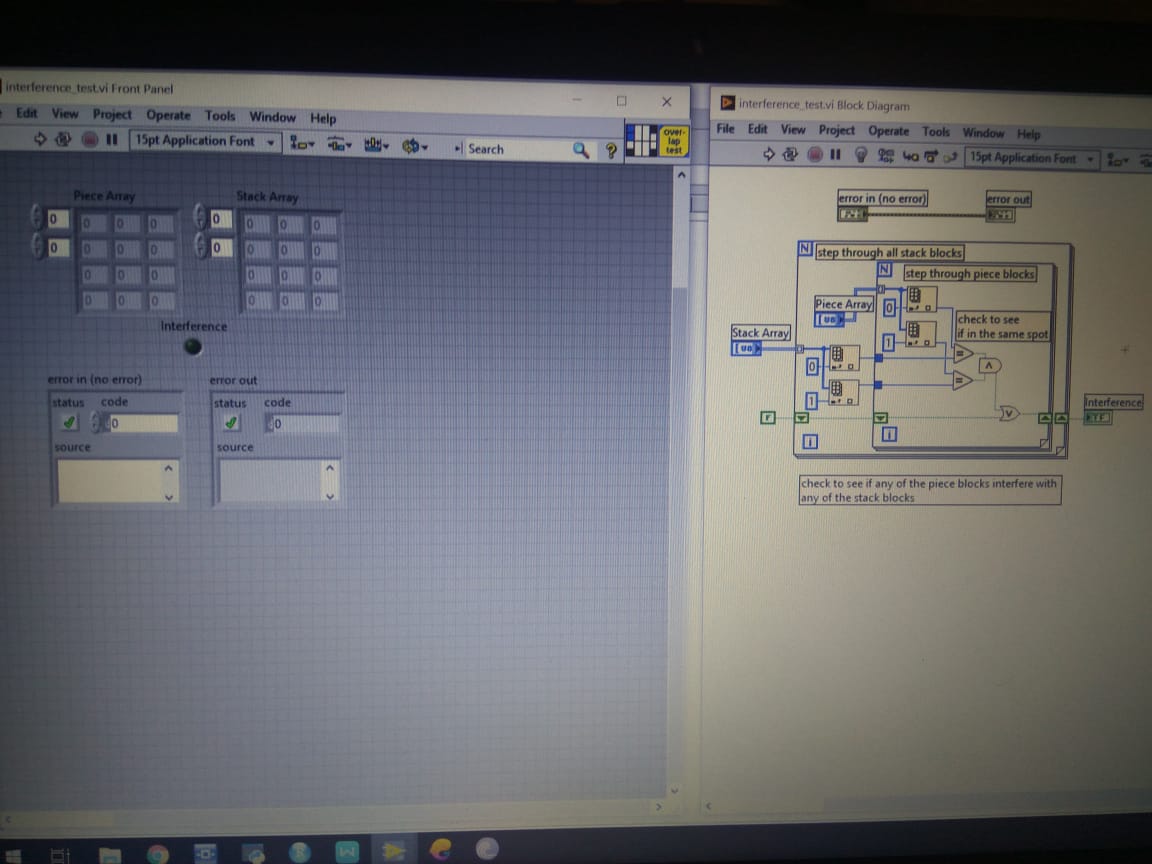 interference_test.vi Front Panel
Edit View Project Operate Tools Window Help
15pt Application Font
Search
over-
lap
test
Piece Array
Stack Array
0
0
0 0 0
0 0 0
0 0 0
0 0 0
0
0
0 0 0
0 0 0
0 0 0
0 0 0
Interference
error in (no error)
status code
0
source
error out
status code
0
source
interference_test.vi Block Diagram
File Edit View Project Operate Tools Window Help
15pt Application Font
error in (no error)
error out
N
step through all stack blocks
N
step through piece blocks
Piece Array
0
check to see
if in the same spot
Stack Array
1
0
1
F
i
i
Interference
TF
check to see if any of the piece blocks interfere with
any of the stack blocks